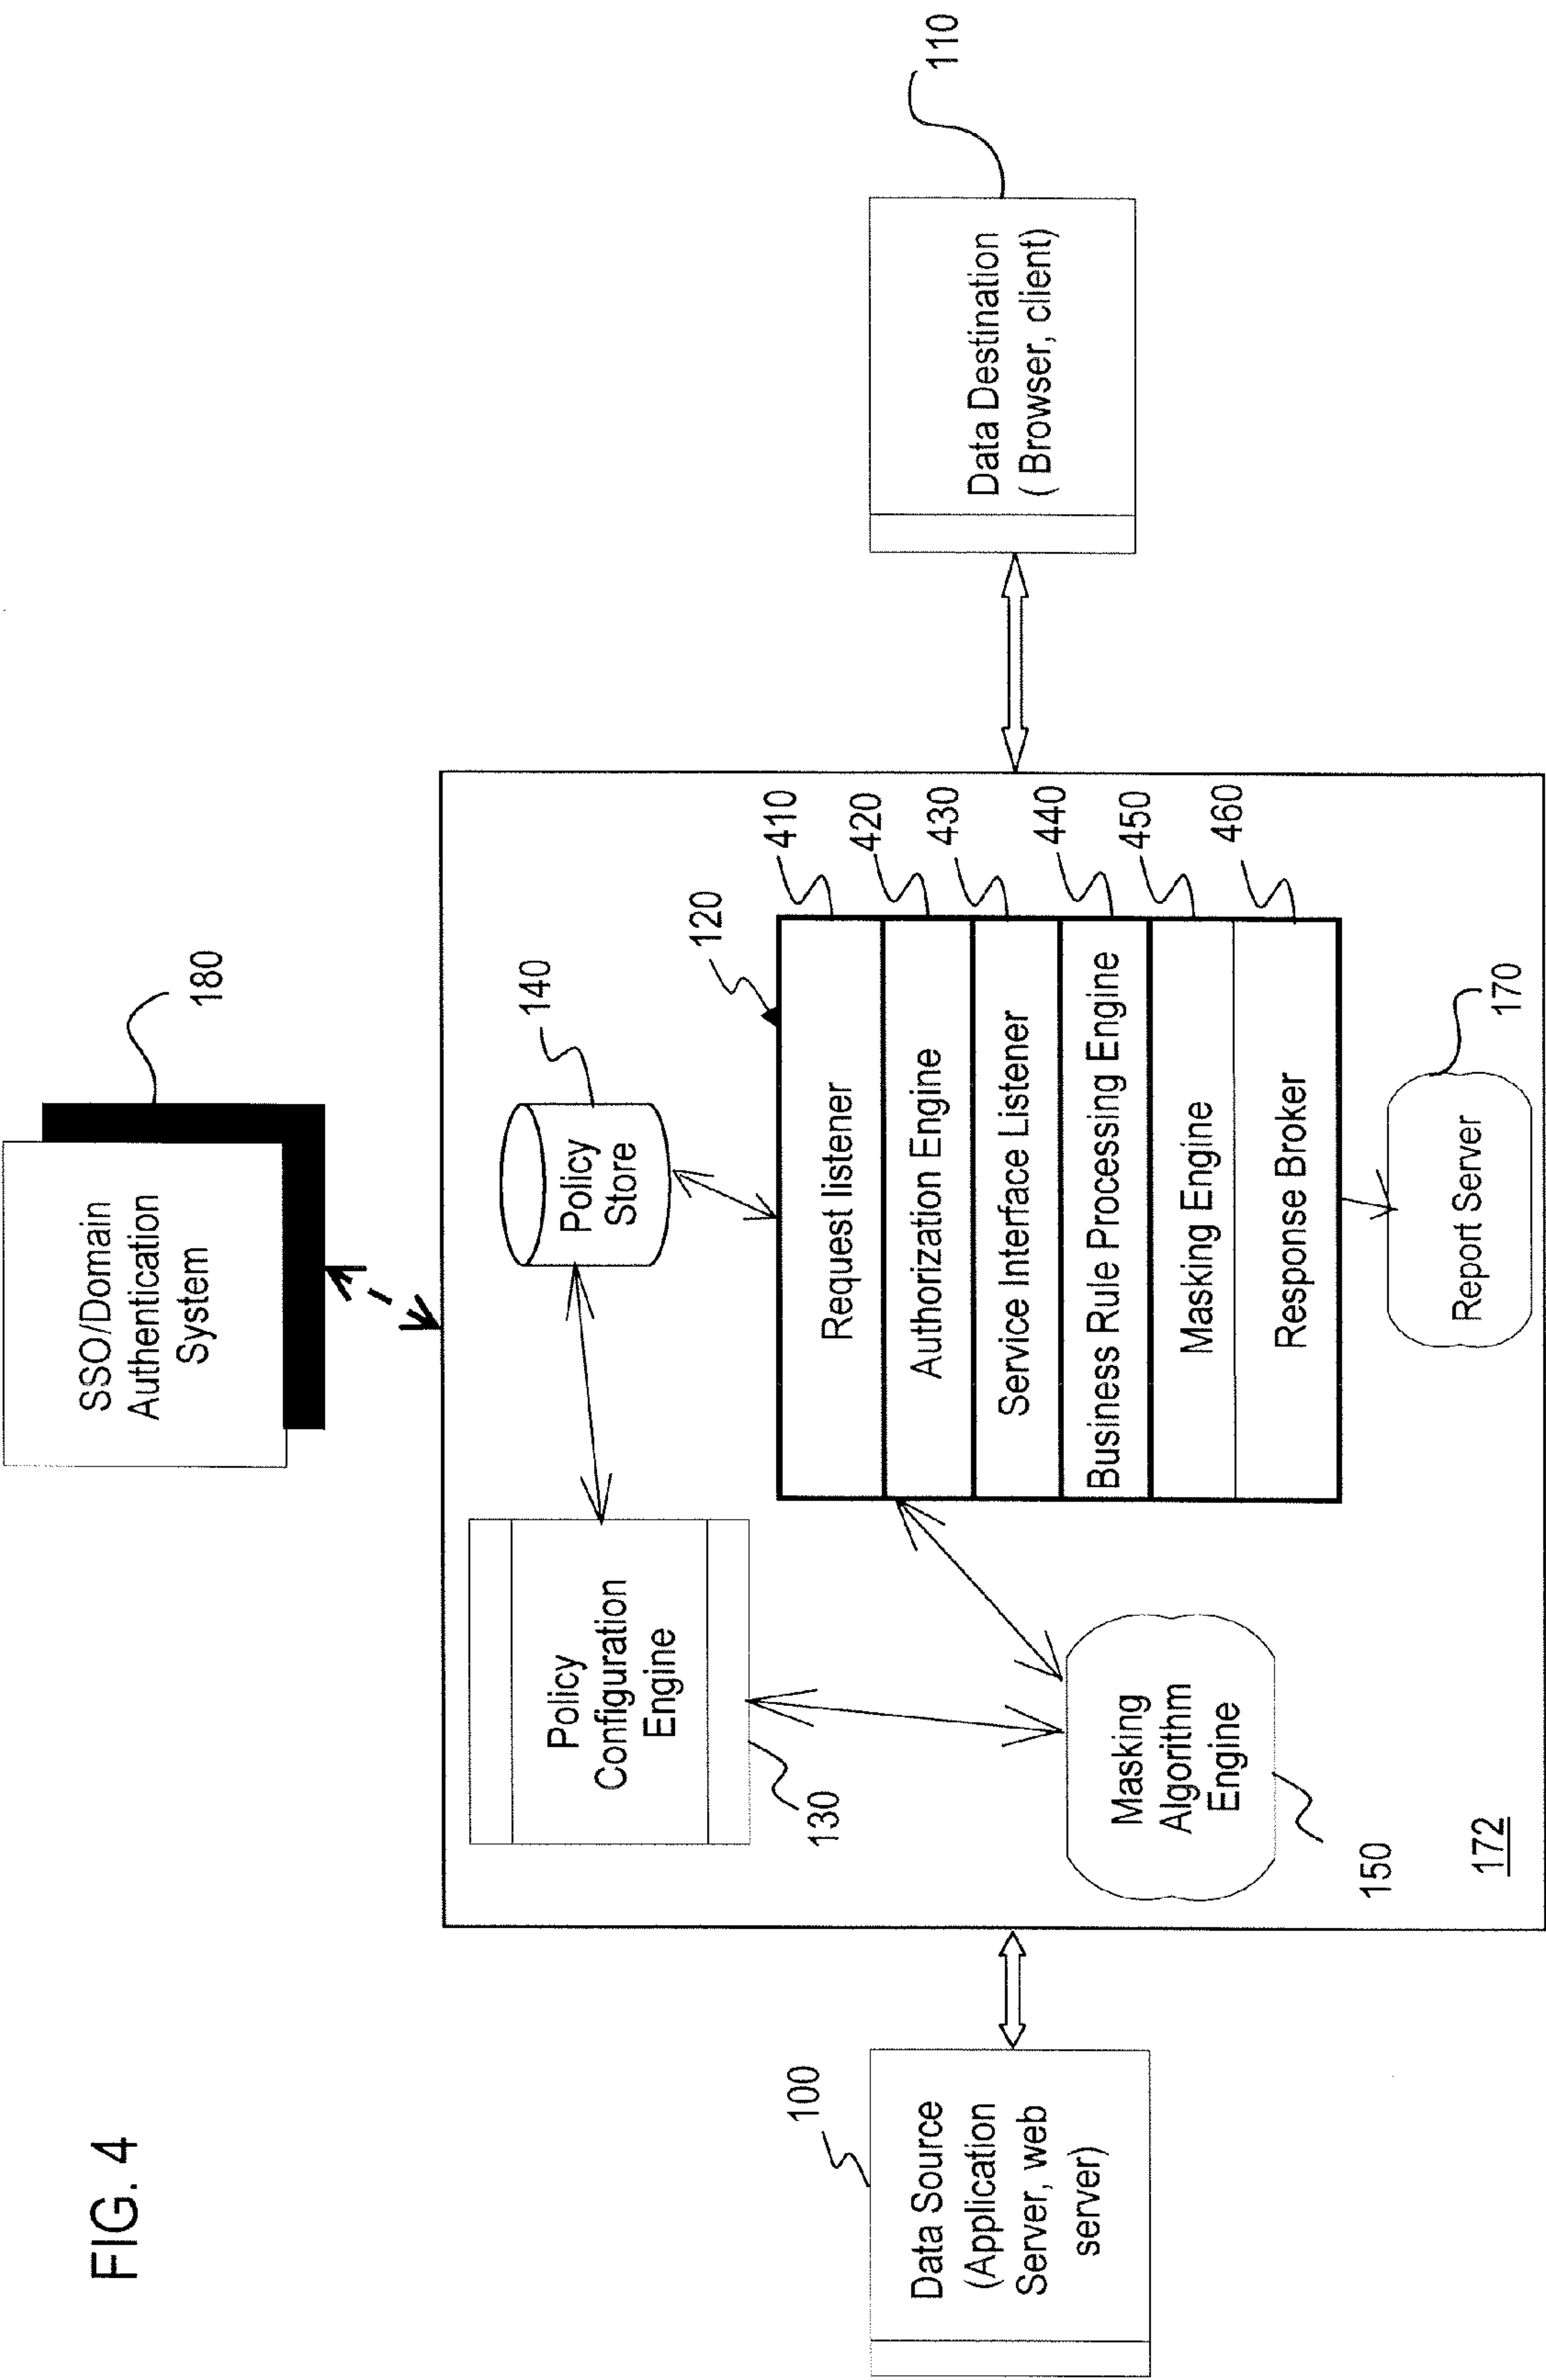 FIG. 4
SSO/Domain
Authentication
System
180
Policy
Configuration
Engine
130
Policy
Store
140
120
Request listener
410
Authorization Engine
420
Service Interface Listener
430
Business Rule Processing Engine
440
Masking Engine
450
Response Broker
460
Masking
Algorithm
Engine
150
Report Server
170
172
100
Data Source
(Application
Server, web
server)
Data Destination
( Browser, client)
110